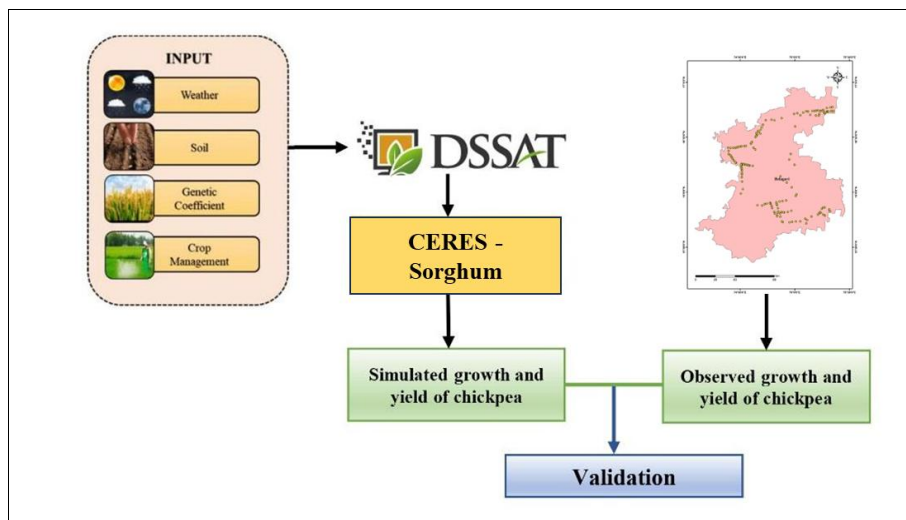 INPUT
Weather
Soil
Genetic
Coefficient
Crop
Management
DSSAT
CERES -
Sorghum
Simulated growth and
yield of chickpea
Observed growth and
yield of chickpea
Validation